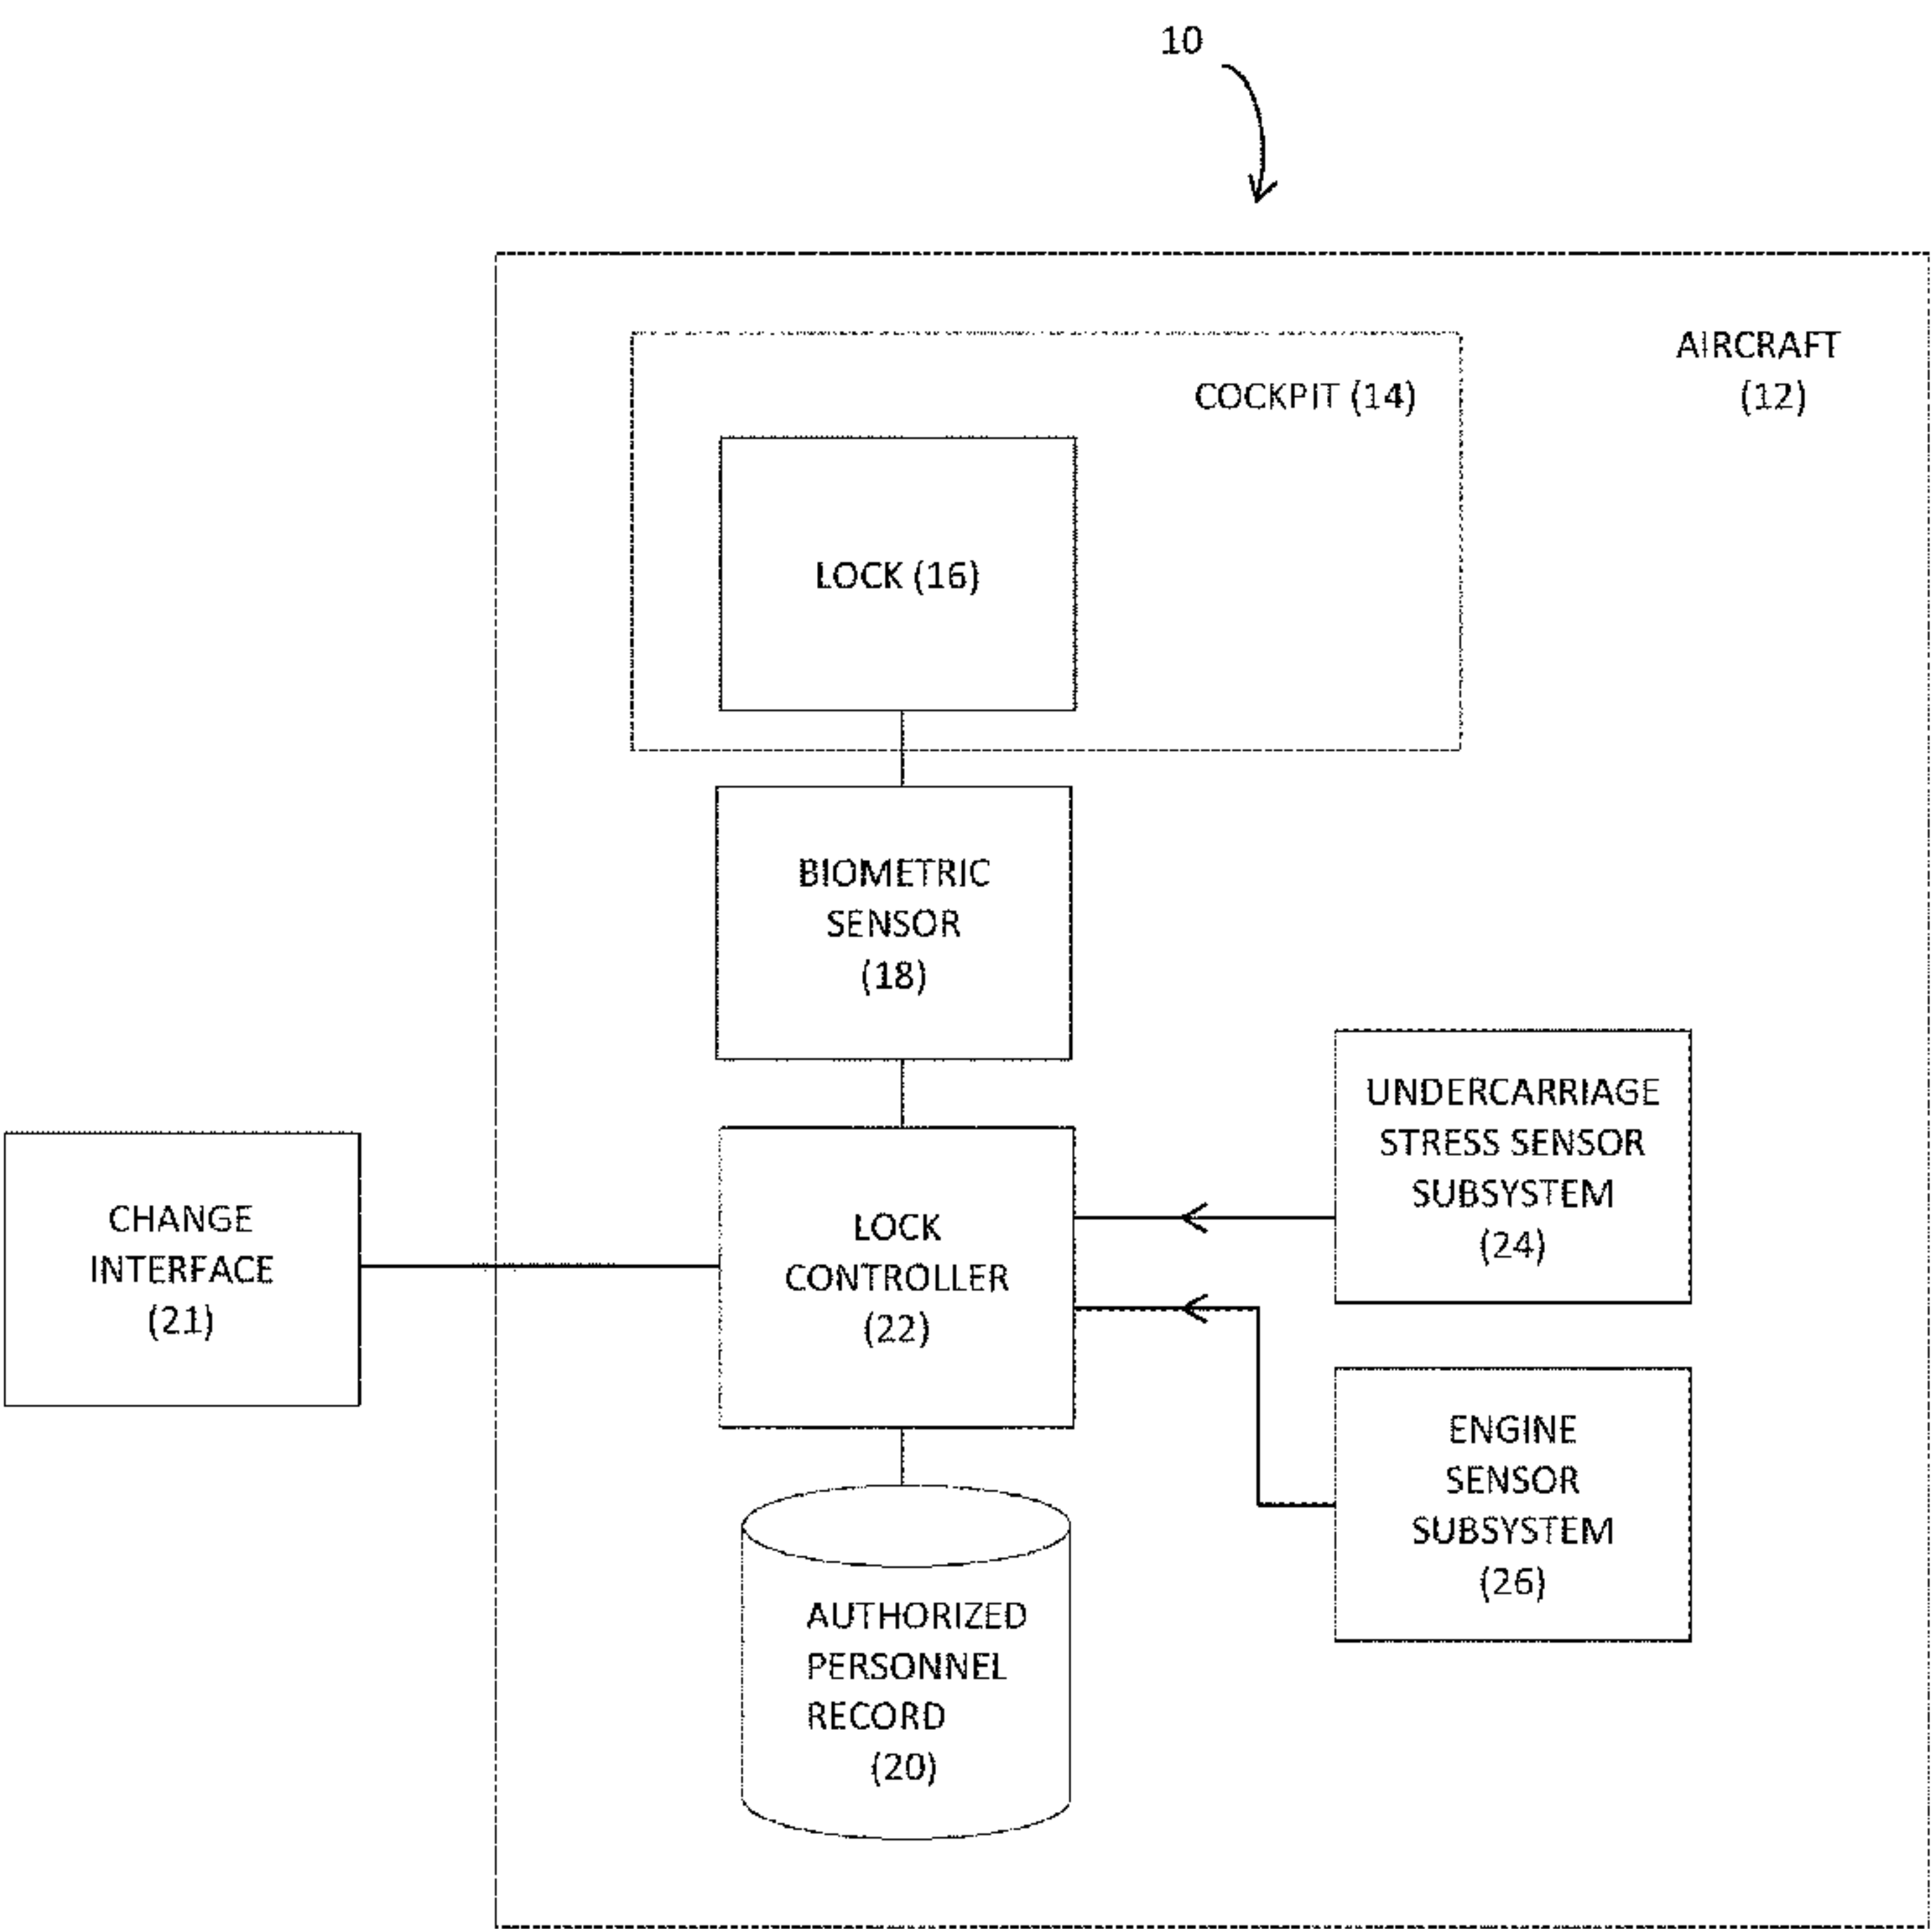 10
AIRCRAFT
(12)
COCKPIT (14)
LOCK (16)
BIOMETRIC
SENSOR
(18)
UNDERCARRIAGE
STRESS SENSOR
SUBSYSTEM
(24)
CHANGE
INTERFACE
(21)
LOCK
CONTROLLER
(22)
ENGINE
SENSOR
SUBSYSTEM
(26)
AUTHORIZED
PERSONNEL
RECORD
(20)